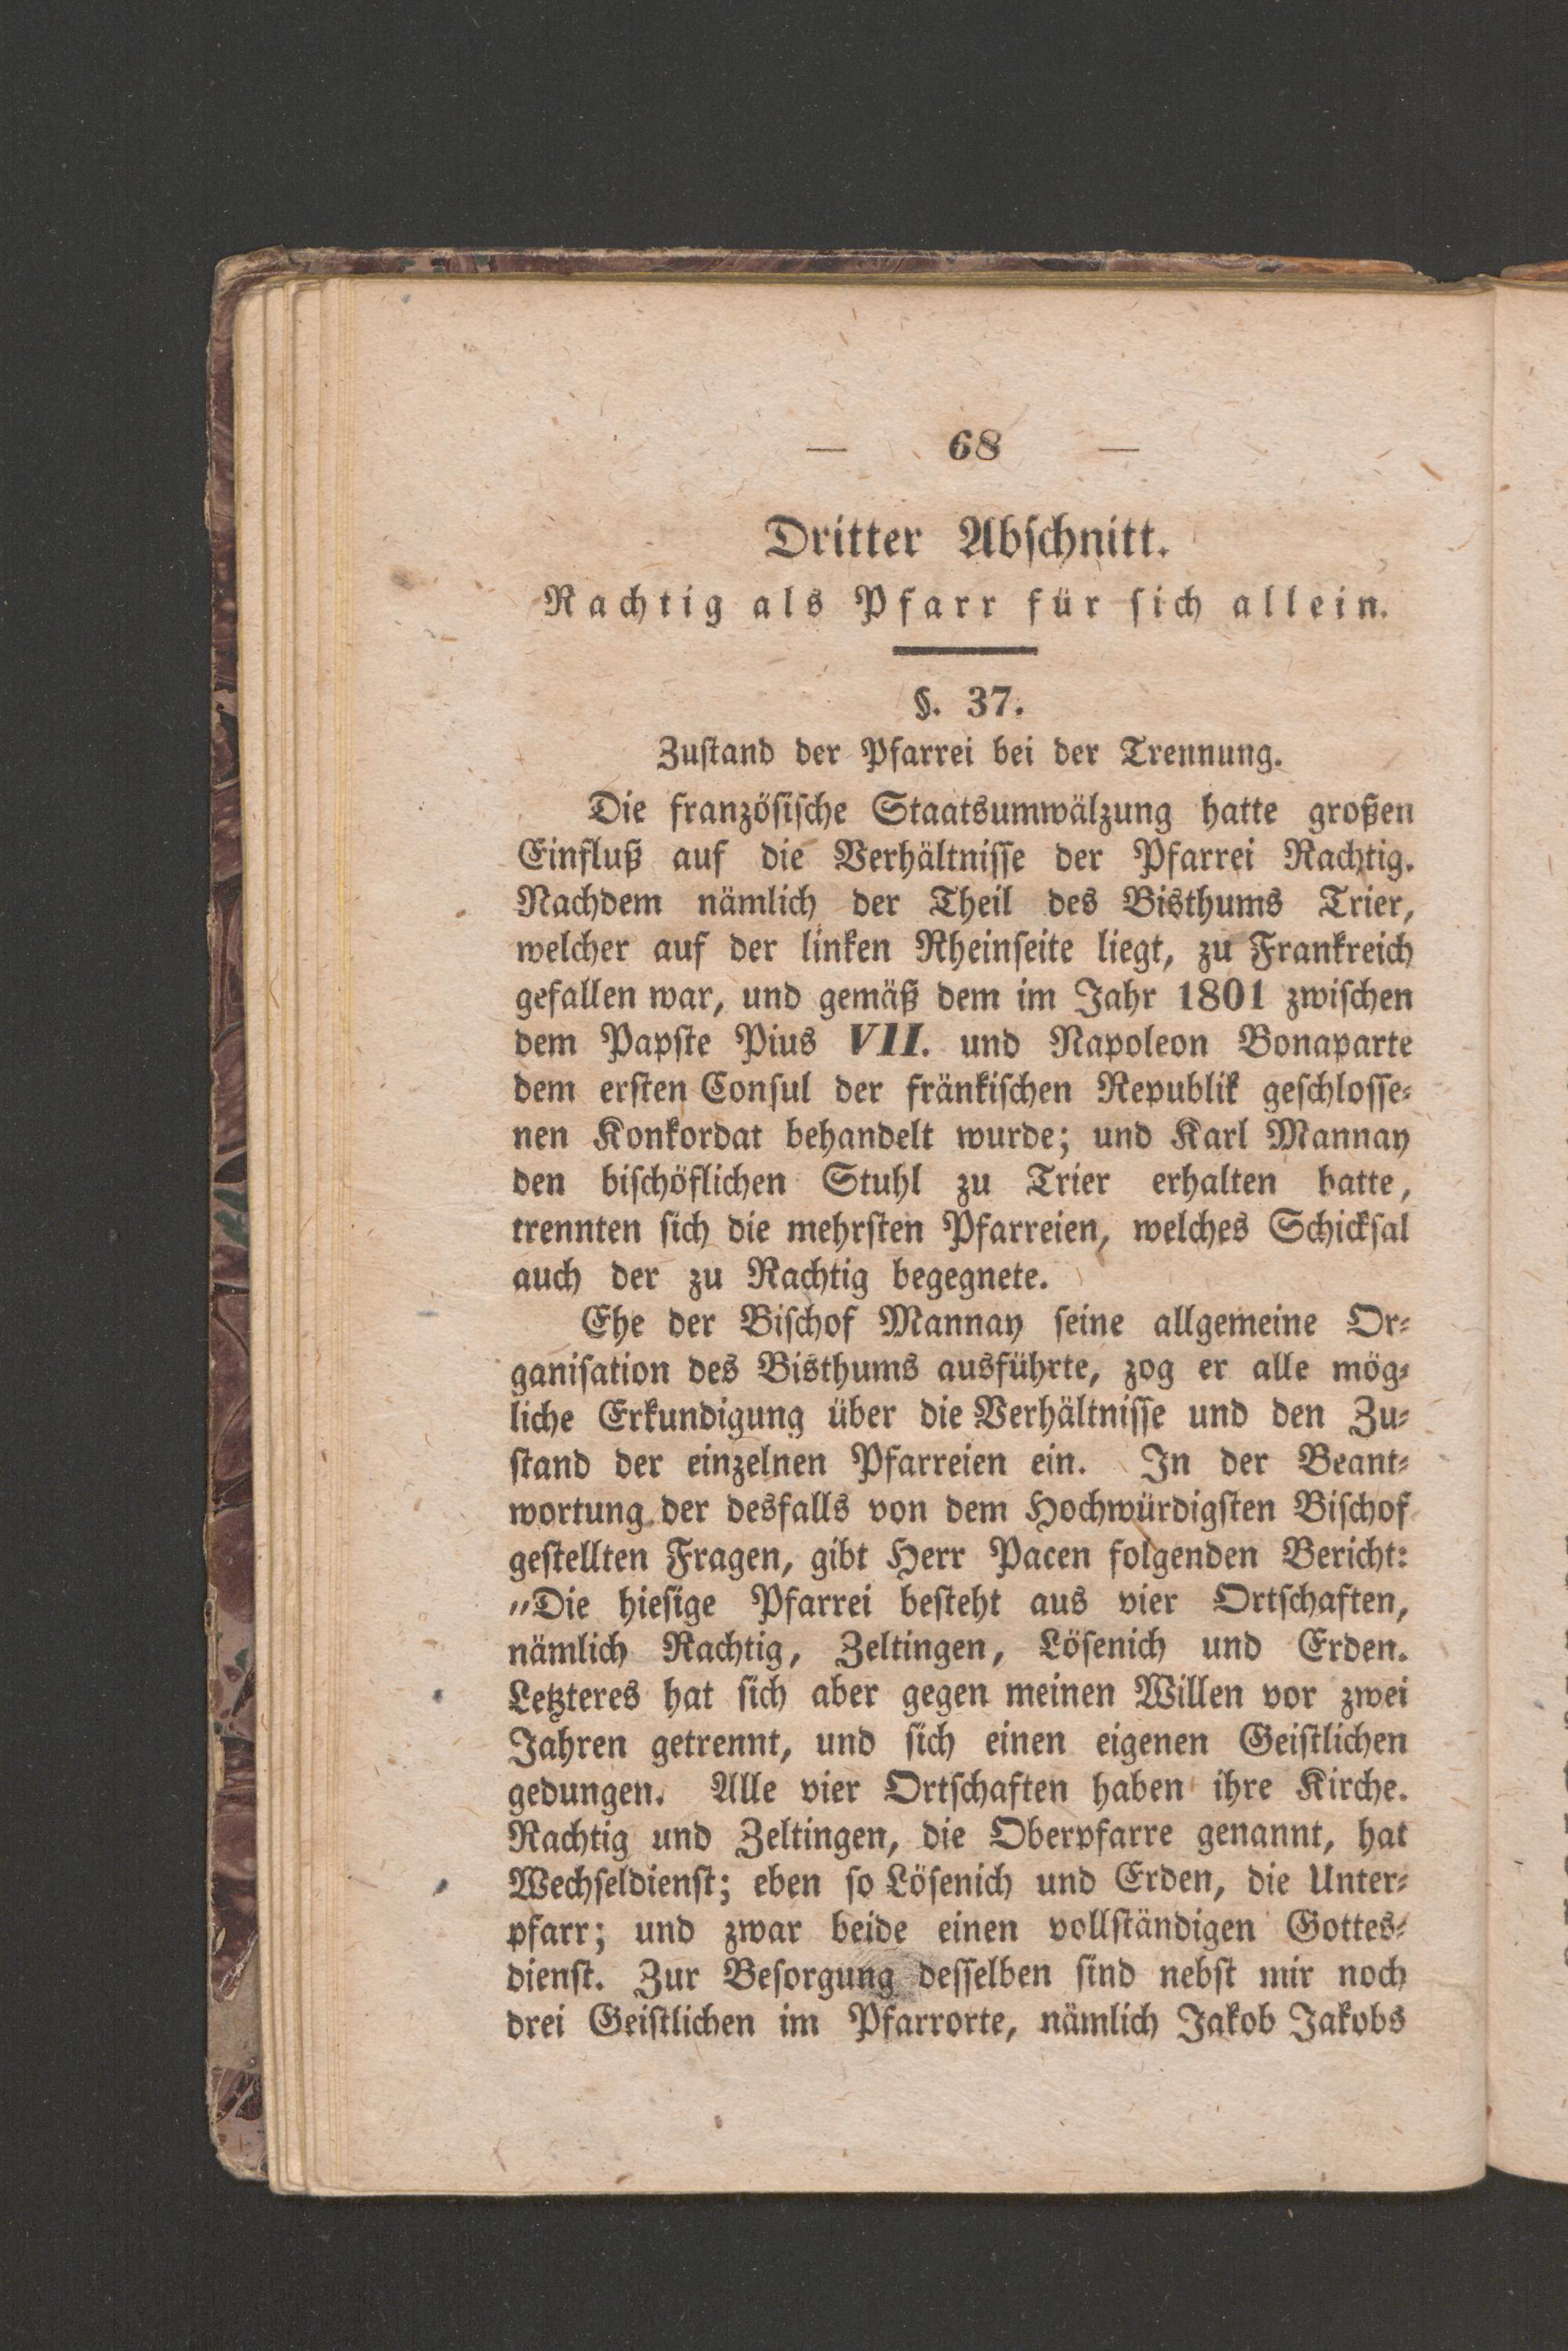 — 68 —
Dritter Abschnitt.
Rachtig als Pfarr für sich allein.
§. 37.
Zustand der Pfarrei bei der Trennung.
Die französische Staatsumwälzung hatte großen
Einfluß auf die Verhältnisse der Pfarrei Rachtig.
Nachdem nämlich der Theil des Bisthums Trier,
welcher auf der linken Rheinseite liegt, zu Frankreich
gefallen war, und gemäß dem im Jahr 1801 zwischen
dem Papste Pius VII. und Napoleon Bonaparte
dem ersten Consul der fränkischen Republik geschlosse-
nen Konkordat behandelt wurde; und Karl Mannay
den bischöflichen Stuhl zu Trier erhalten hatte,
trennten sich die mehrsten Pfarreien, welches Schicksal
auch der zu Rachtig begegnete.
Ehe der Bischof Mannay seine allgemeine Or-
ganisation des Bisthums ausführte, zog er alle mög-
liche Erkundigung über die Verhältnisse und den Zu-
stand der einzelnen Pfarreien ein. In der Beant-
wortung der desfalls von dem Hochwürdigsten Bischof
gestellten Fragen, gibt Herr Pacen folgenden Bericht:
„Die hiesige Pfarrei besteht aus vier Ortschaften,
nämlich Rachtig, Zeltingen, Lösenich und Erden.
Letzteres hat sich aber gegen meinen Willen vor zwei
Jahren getrennt, und sich einen eigenen Geistlichen
gedungen. Alle vier Ortschaften haben ihre Kirche.
Rachtig und Zeltingen, die Oberpfarre genannt, hat
Wechseldienst; eben so Lösenich und Erden, die Unter-
pfarr; und zwar beide einen vollständigen Gottes-
dienst. Zur Besorgung desselben sind nebst mir noch
drei Geistlichen im Pfarrorte, nämlich Jakob Jakobs